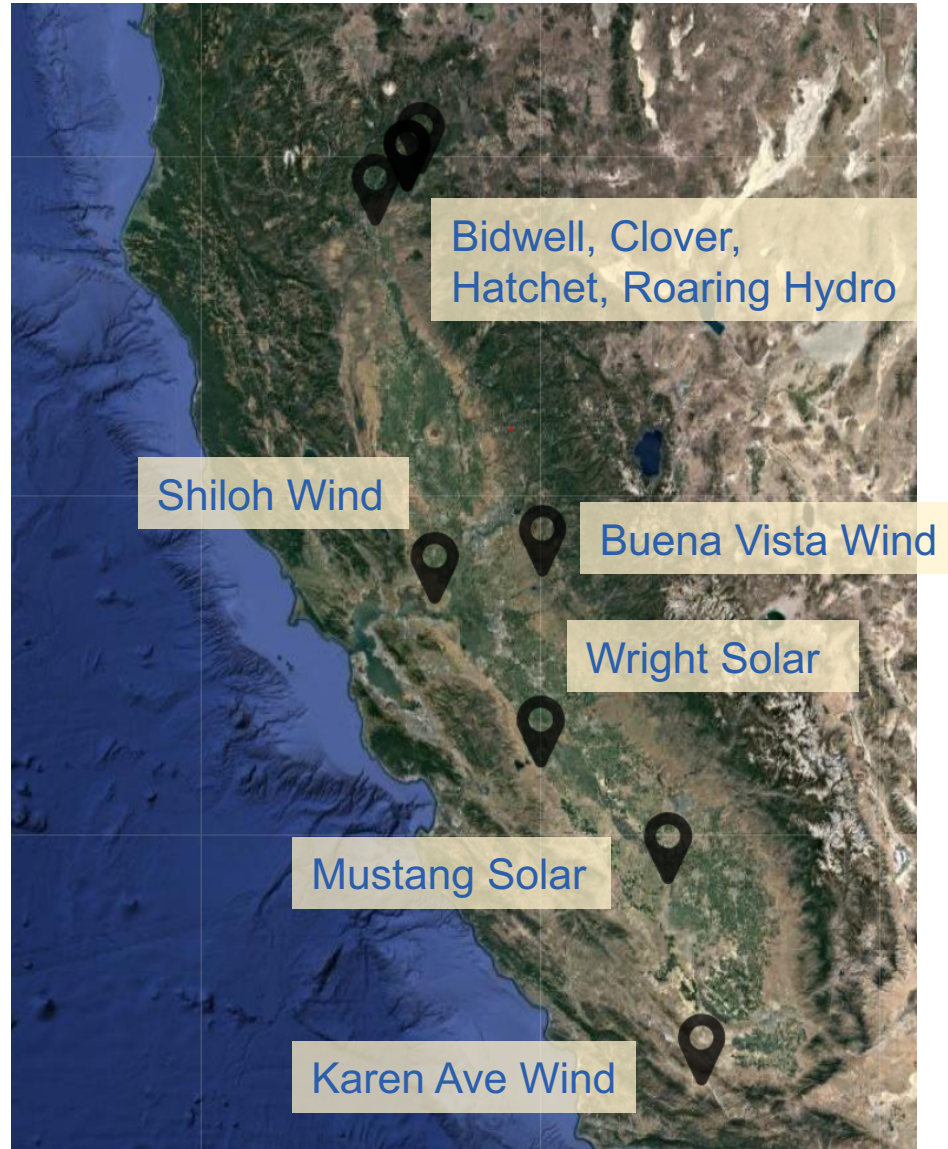 Bidwell, Clover,
Hatchet, Roaring Hydro
Shiloh Wind
Buena Vista Wind
Wright Solar
Mustang Solar
Karen Ave Wind